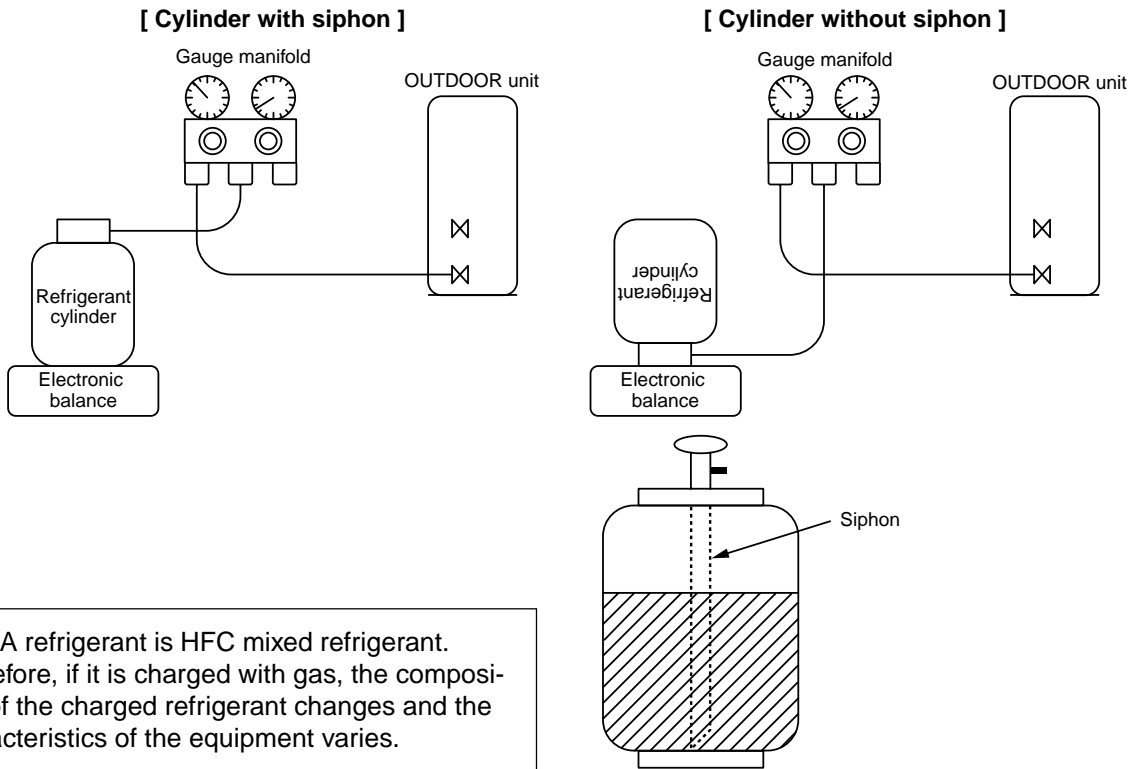 [ Cylinder with siphon ]
Gauge manifold
OUTDOOR unit
Refrigerant
cylinder
Electronic
balance
[ Cylinder without siphon ]
Gauge manifold
OUTDOOR unit
Refrigerant
cylinder
Electronic
balance
Siphon
A refrigerant is HFC mixed refrigerant.
efore, if it is charged with gas, the composi-
f the charged refrigerant changes and the
acteristics of the equipment varies.